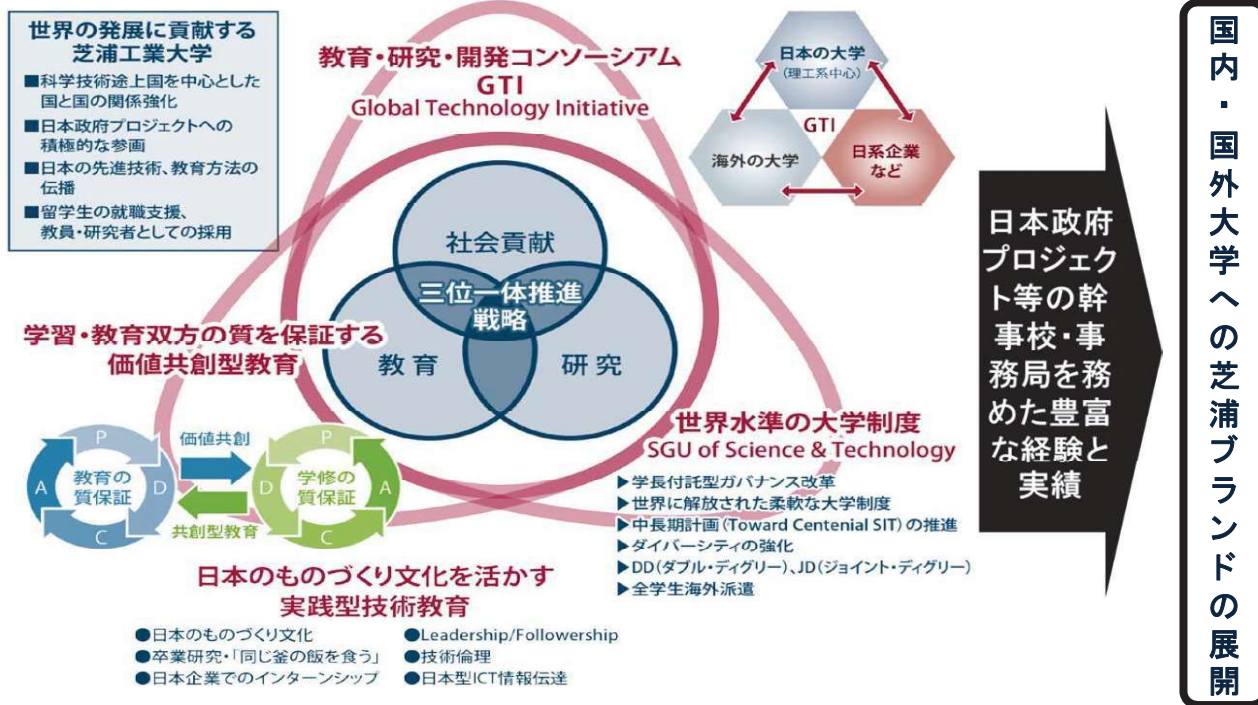 世界の発展に貢献する
芝浦工業大学
■科学技術途上国を中心とした
国と国の関係強化
■日本政府プロジェクトへの
積極的な参画
■日本の先進技術、教育方法の
伝播
■留学生の就職支援、
教員・研究者としての採用
教育・研究・開発コンソーシアム
GTI
Global Technology Initiative
日本の大学
(理工系中心)
GTI
海外の大学
日系企業
など
社会貢献
三位一体推進
戦略
教育
研究
学習・教育双方の質を保証する
価値共創型教育
P
D
C
A
教育の
質保証
価値共創
共創型教育
P
D
C
A
学修の
質保証
世界水準の大学制度
SGU of Science & Technology
▶学長付託型ガバナンス改革
▶世界に解放された柔軟な大学制度
▶中長期計画(Toward Centenial SIT)の推進
▶ダイバーシティの強化
▶DD(ダブル・ディグリー)、JD(ジョイント・ディグリー)
▶全学生海外派遣
日本のものづくり文化を活かす
実践型技術教育
●日本のものづくり文化
●卒業研究・「同じ釜の飯を食う」
●日本企業でのインターンシップ
●Leadership/Followership
●技術倫理
●日本型ICT情報伝達
日本政府
プロジェク
ト等の幹
事校・事
務局を務
めた豊富
な経験と
実績
国内・国外大学への芝浦ブランドの展開